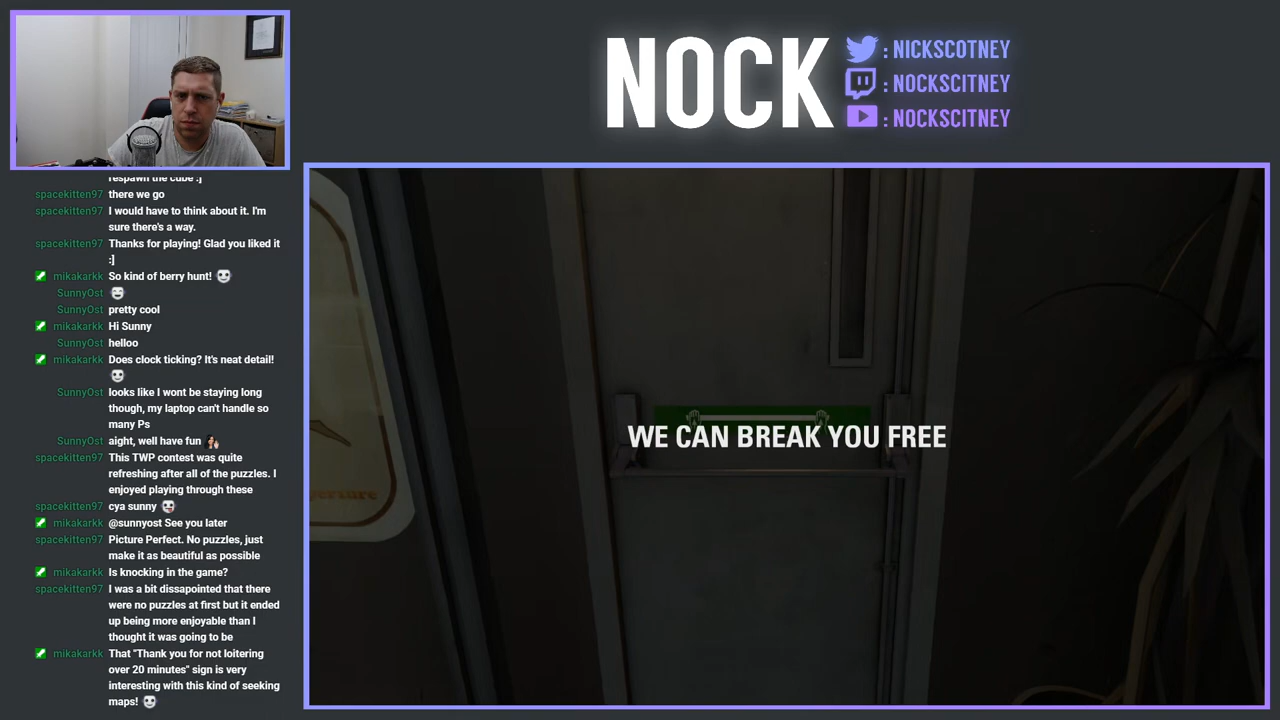 NOCK
: NICKSCOTNEY
: NOCKSCITNEY
: NOCKSCITNEY
respawn the cube :]
spacekitten97 there we go
spacekitten97 I would have to think about it. I'm
sure there's a way.
spacekitten97 Thanks for playing! Glad you liked it
:]
mikakarkk So kind of berry hunt!
SunnyOst
SunnyOst pretty cool
mikakarkk Hi Sunny
SunnyOst helloo
mikakarkk Does clock ticking? It's neat detail!
SunnyOst looks like I wont be staying long
though, my laptop can't handle so
many Ps
SunnyOst aight, well have fun
spacekitten97 This TWP contest was quite
refreshing after all of the puzzles. I
enjoyed playing through these
spacekitten97 cya sunny
mikakarkk @sunnyost See you later
spacekitten97 Picture Perfect. No puzzles, just
make it as beautiful as possible
mikakarkk Is knocking in the game?
spacekitten97 I was a bit dissapointed that there
were no puzzles at first but it ended
up being more enjoyable than I
thought it was going to be
mikakarkk That "Thank you for not loitering
over 20 minutes" sign is very
interesting with this kind of seeking
maps!
WE CAN BREAK YOU FREE